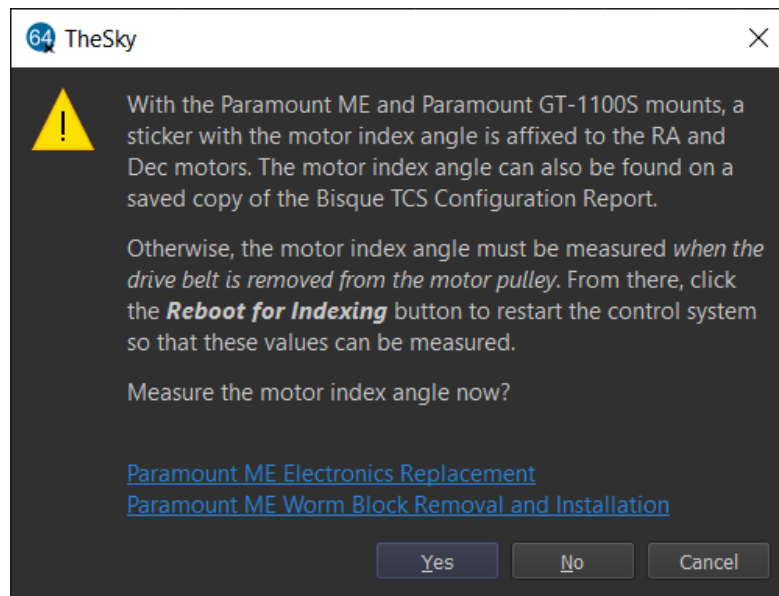 64
TheSky
With the Paramount ME and Paramount GT-1100S mounts, a
sticker with the motor index angle is affixed to the RA and
Dec motors. The motor index angle can also be found on a
saved copy of the Bisque TCS Configuration Report.
Otherwise, the motor index angle must be measured when the
drive belt is removed from the motor pulley. From there, click
the Reboot for Indexing button to restart the control system
so that these values can be measured.
Measure the motor index angle now?
Paramount ME Electronics Replacement
Paramount ME Worm Block Removal and Installation
Yes
No
Cancel